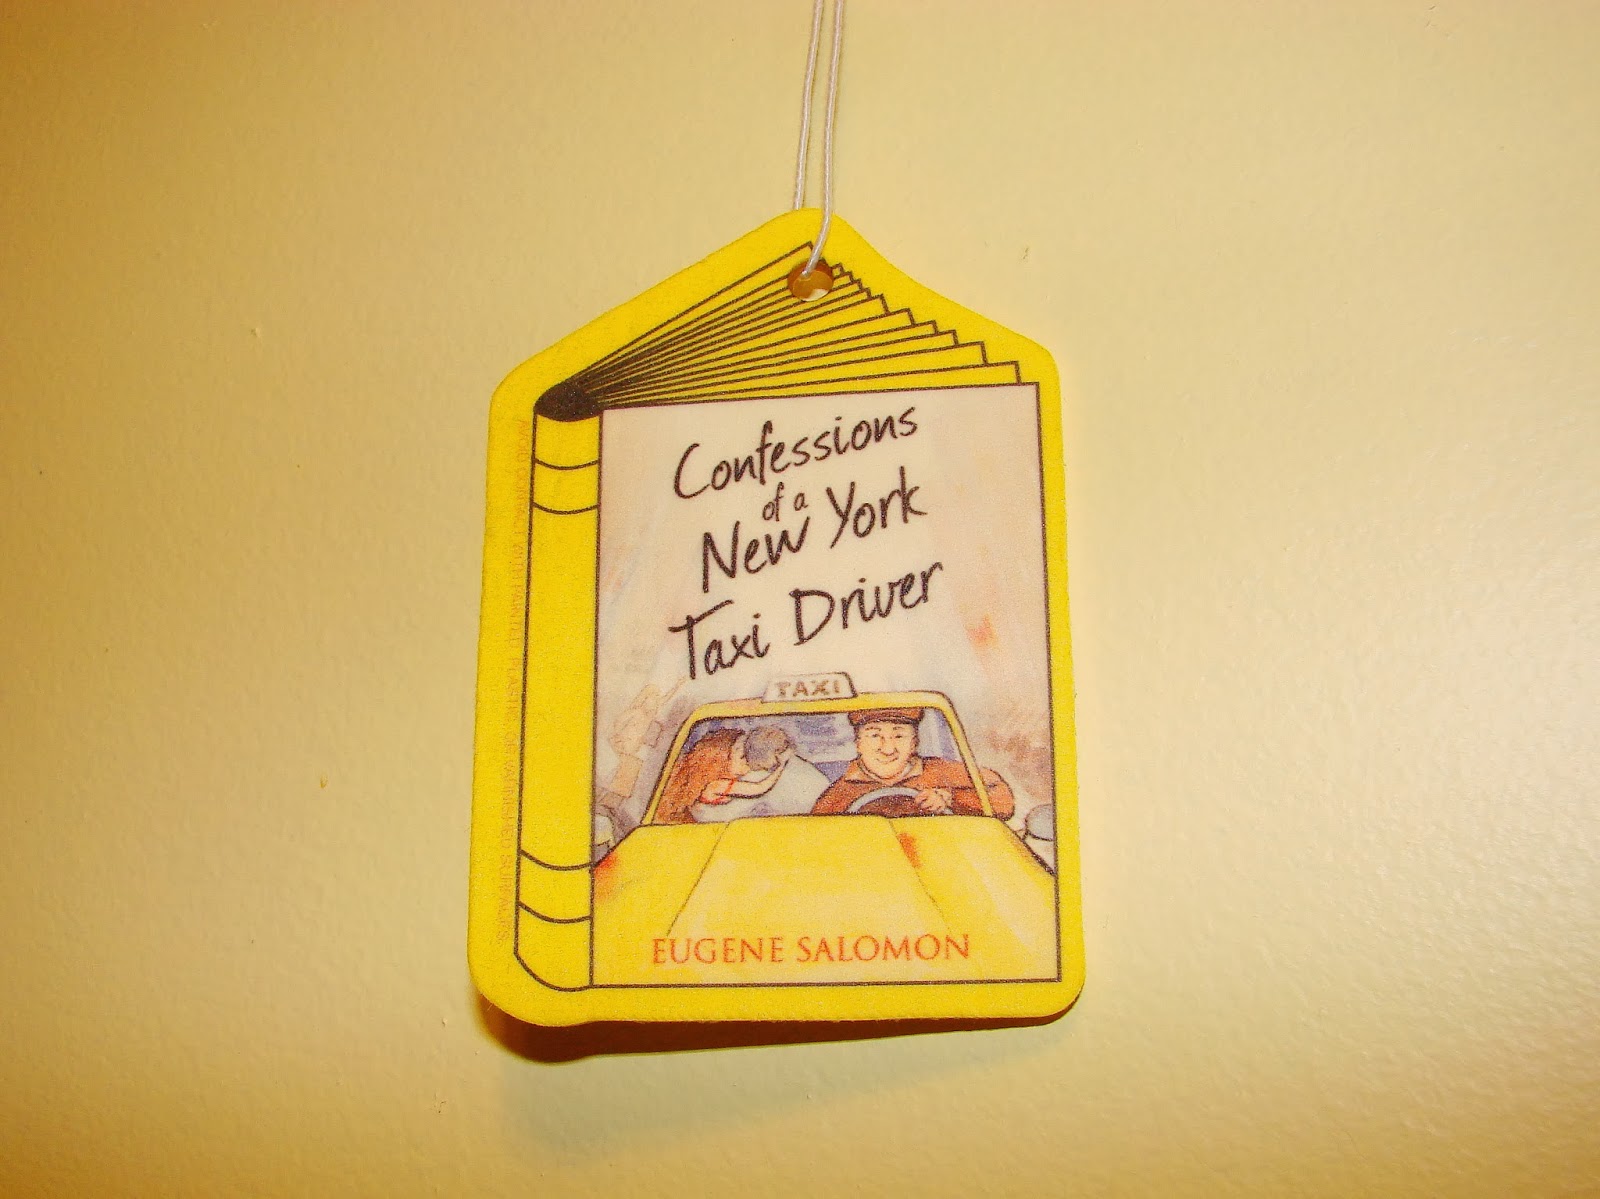 Confessions
of a
New York
Taxi Driver
TAXI
EUGENE SALOMON